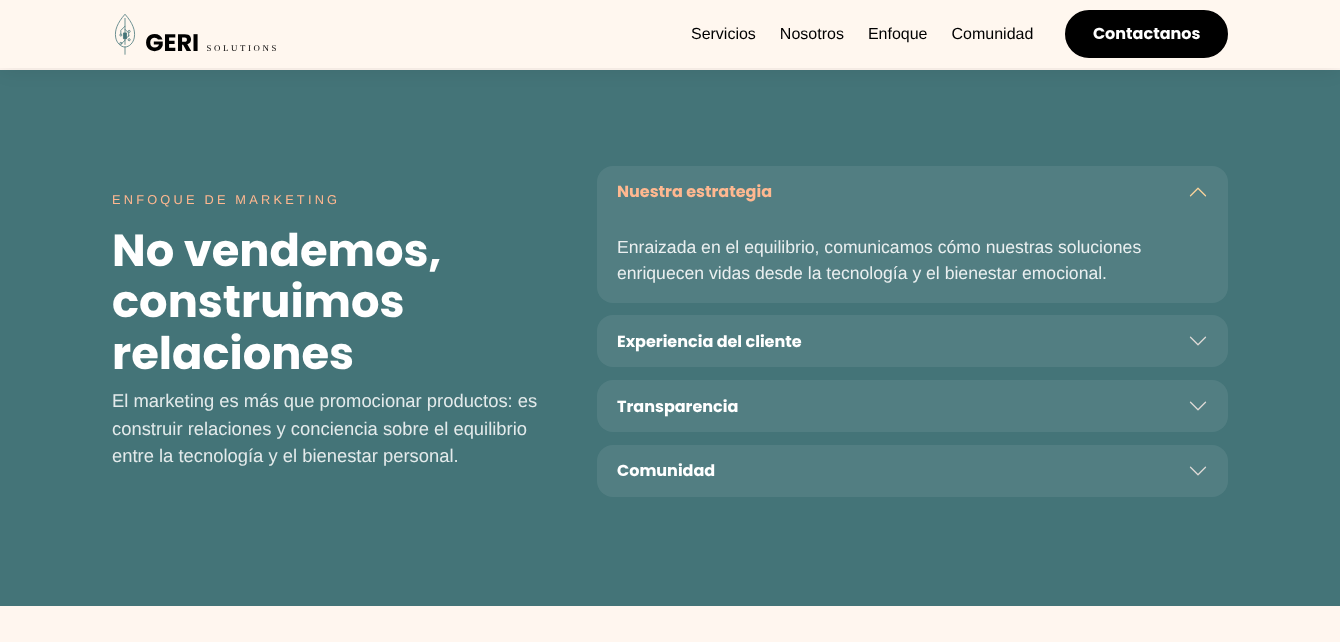 GERI SOLUTIONS
Servicios
Nosotros
Enfoque
Comunidad
Contactanos
ENFOQUE DE MARKETING
No vendemos,
construimos
relaciones
El marketing es más que promocionar productos: es
construir relaciones y conciencia sobre el equilibrio
entre la tecnología y el bienestar personal.
Nuestra estrategia
Enraizada en el equilibrio, comunicamos cómo nuestras soluciones
enriquecen vidas desde la tecnología y el bienestar emocional.
Experiencia del cliente
Transparencia
Comunidad